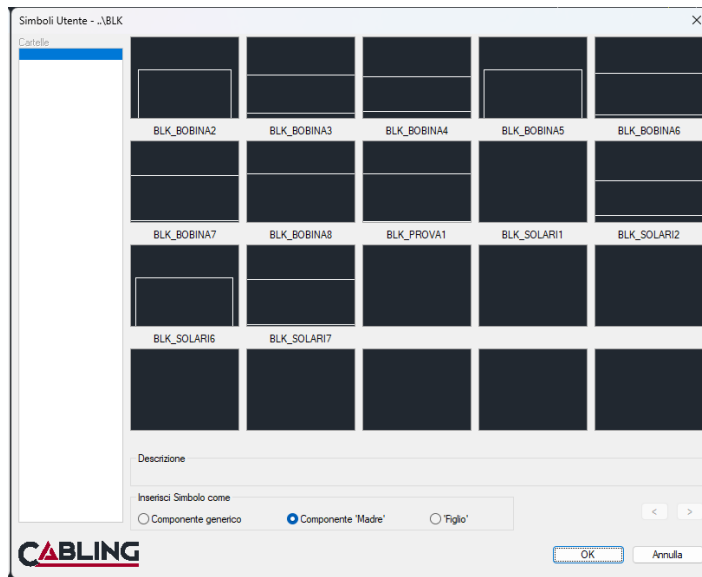 Simboli Utente - ..\BLK
Cartelle
BLK_BOBINA2 BLK_BOBINA3 BLK_BOBINA4 BLK_BOBINA5 BLK_BOBINA6
BLK_BOBINA7 BLK_BOBINA8 BLK_PROVA1 BLK_SOLARI1 BLK_SOLARI2
BLK_SOLARI6 BLK_SOLARI7
Descrizione
Inserisci Simbolo come
Componente generico Componente 'Madre' 'Figlio'
< >
CABLING
OK Annulla